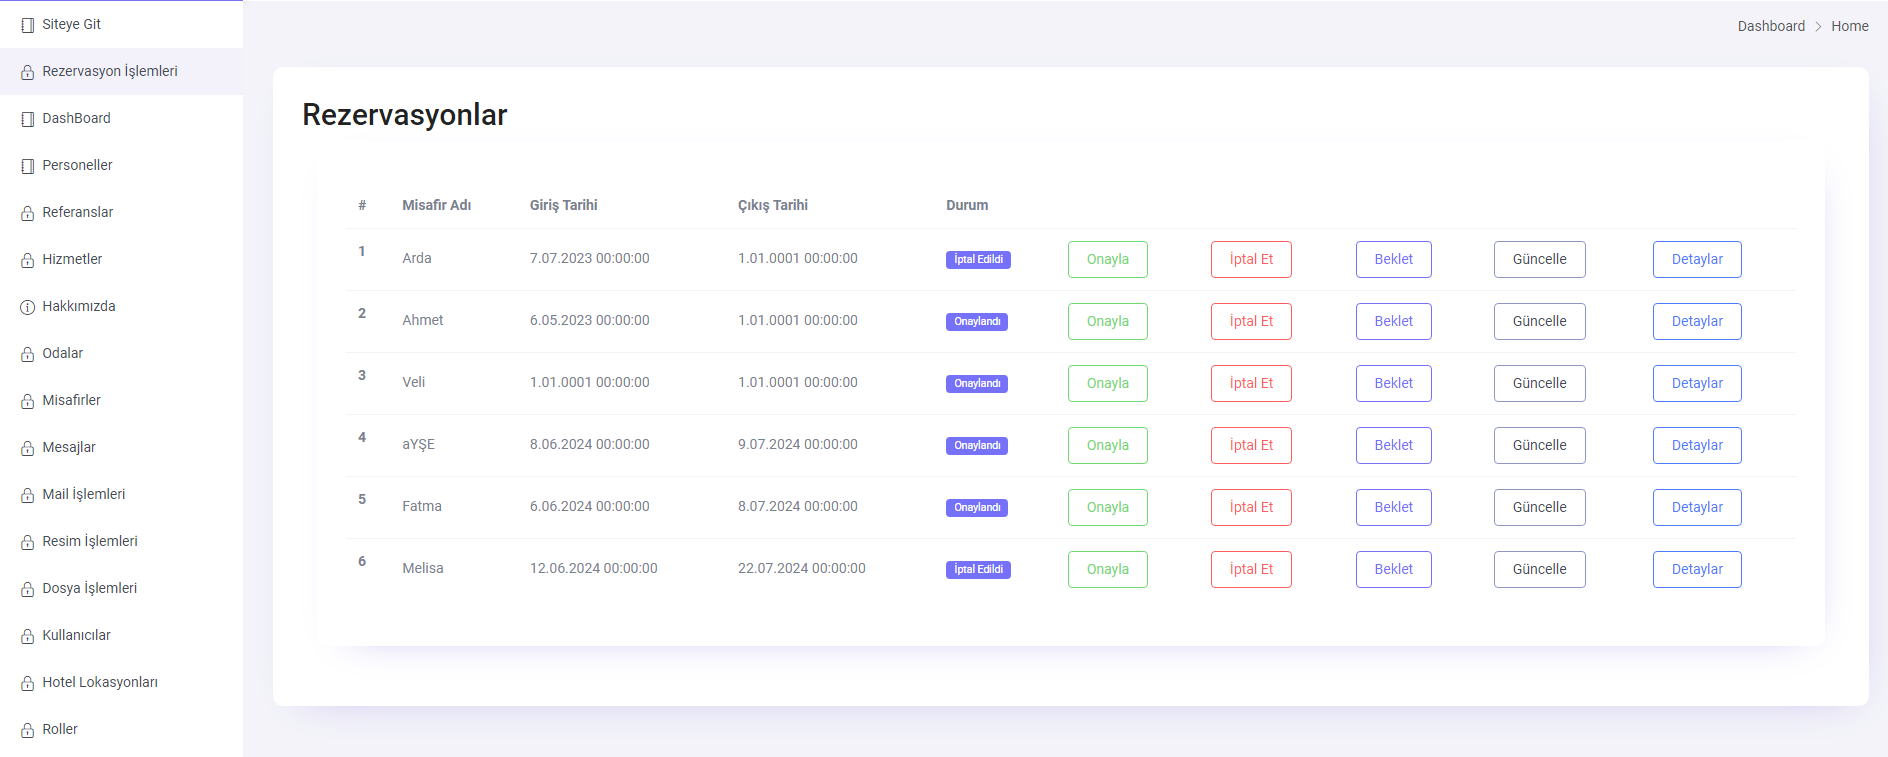 Siteye Git
Rezervasyon İşlemleri
DashBoard
Personeller
Referanslar
Hizmetler
Hakkımızda
Odalar
Misafirler
Mesajlar
Mail İşlemleri
Resim İşlemleri
Dosya İşlemleri
Kullanıcılar
Hotel Lokasyonları
Roller
Dashboard > Home
Rezervasyonlar
# Misafir Adı Giriş Tarihi Çıkış Tarihi Durum
1 Arda 7.07.2023 00:00:00 1.01.0001 00:00:00 İptal Edildi Onayla İptal Et Beklet Güncelle Detaylar
2 Ahmet 6.05.2023 00:00:00 1.01.0001 00:00:00 Onaylandı Onayla İptal Et Beklet Güncelle Detaylar
3 Veli 1.01.0001 00:00:00 1.01.0001 00:00:00 Onaylandı Onayla İptal Et Beklet Güncelle Detaylar
4 aYŞE 8.06.2024 00:00:00 9.07.2024 00:00:00 Onaylandı Onayla İptal Et Beklet Güncelle Detaylar
5 Fatma 6.06.2024 00:00:00 8.07.2024 00:00:00 Onaylandı Onayla İptal Et Beklet Güncelle Detaylar
6 Melisa 12.06.2024 00:00:00 22.07.2024 00:00:00 İptal Edildi Onayla İptal Et Beklet Güncelle Detaylar